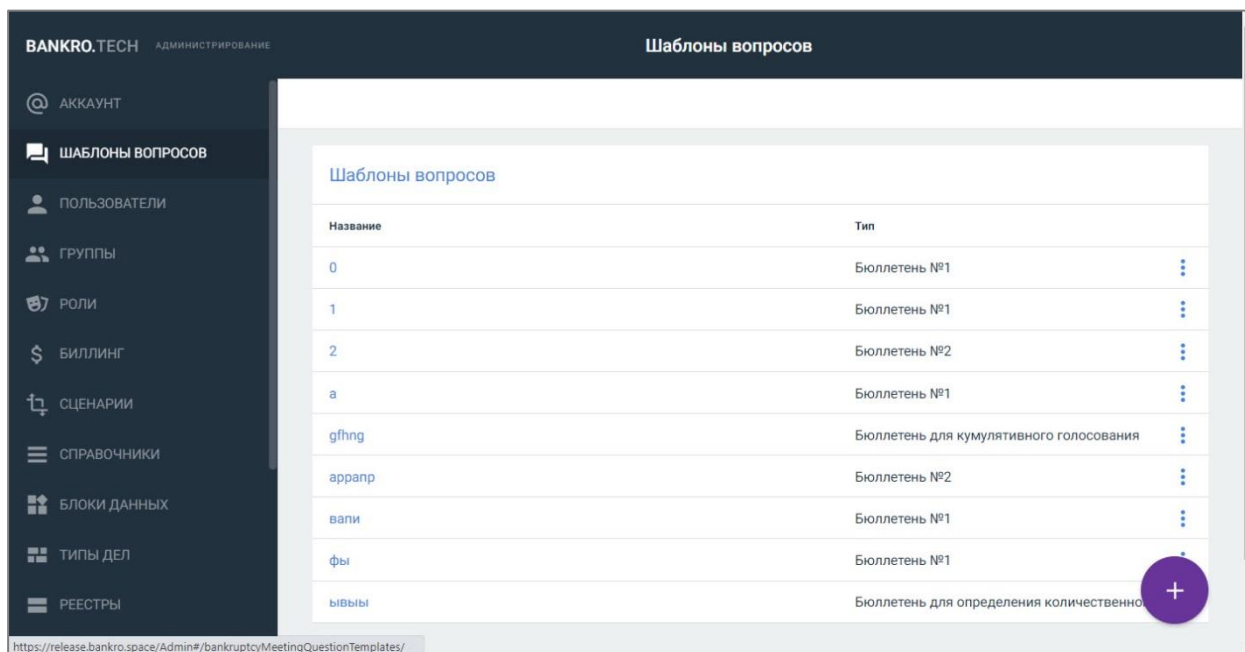 BANKRO.TECH АДМИНИСТРИРОВАНИЕ
Шаблоны вопросов
АККАУНТ
ШАБЛОНЫ ВОПРОСОВ
ПОЛЬЗОВАТЕЛИ
ГРУППЫ
РОЛИ
БИЛЛИНГ
СЦЕНАРИИ
СПРАВОЧНИКИ
БЛОКИ ДАННЫХ
ТИПЫ ДЕЛ
РЕЕСТРЫ
Шаблоны вопросов
Название Тип
0 Бюллетень №1
1 Бюллетень №1
2 Бюллетень №2
а Бюллетень №1
gfhng Бюллетень для кумулятивного голосования
аррапр Бюллетень №2
вапи Бюллетень №1
фы Бюллетень №1
ывыы Бюллетень для определения
https://release.bankro.space/Admin#/bankruptcyMeetingQuestionTemplates/